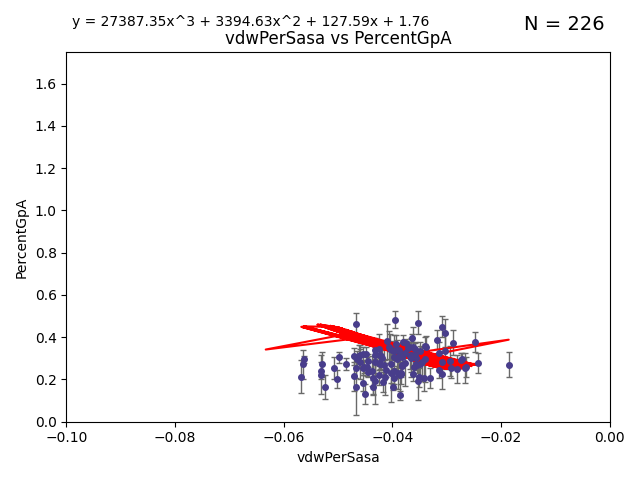 y = 27387.35x^3 + 3394.63x^2 + 127.59x + 1.76
N = 226
vdwPerSasa vs PercentGpA
PercentGpA
1.6
1.4
1.2
1.0
0.8
0.6
0.4
0.2
0.0
−0.10 −0.08 −0.06 −0.04 −0.02 0.00
vdwPerSasa